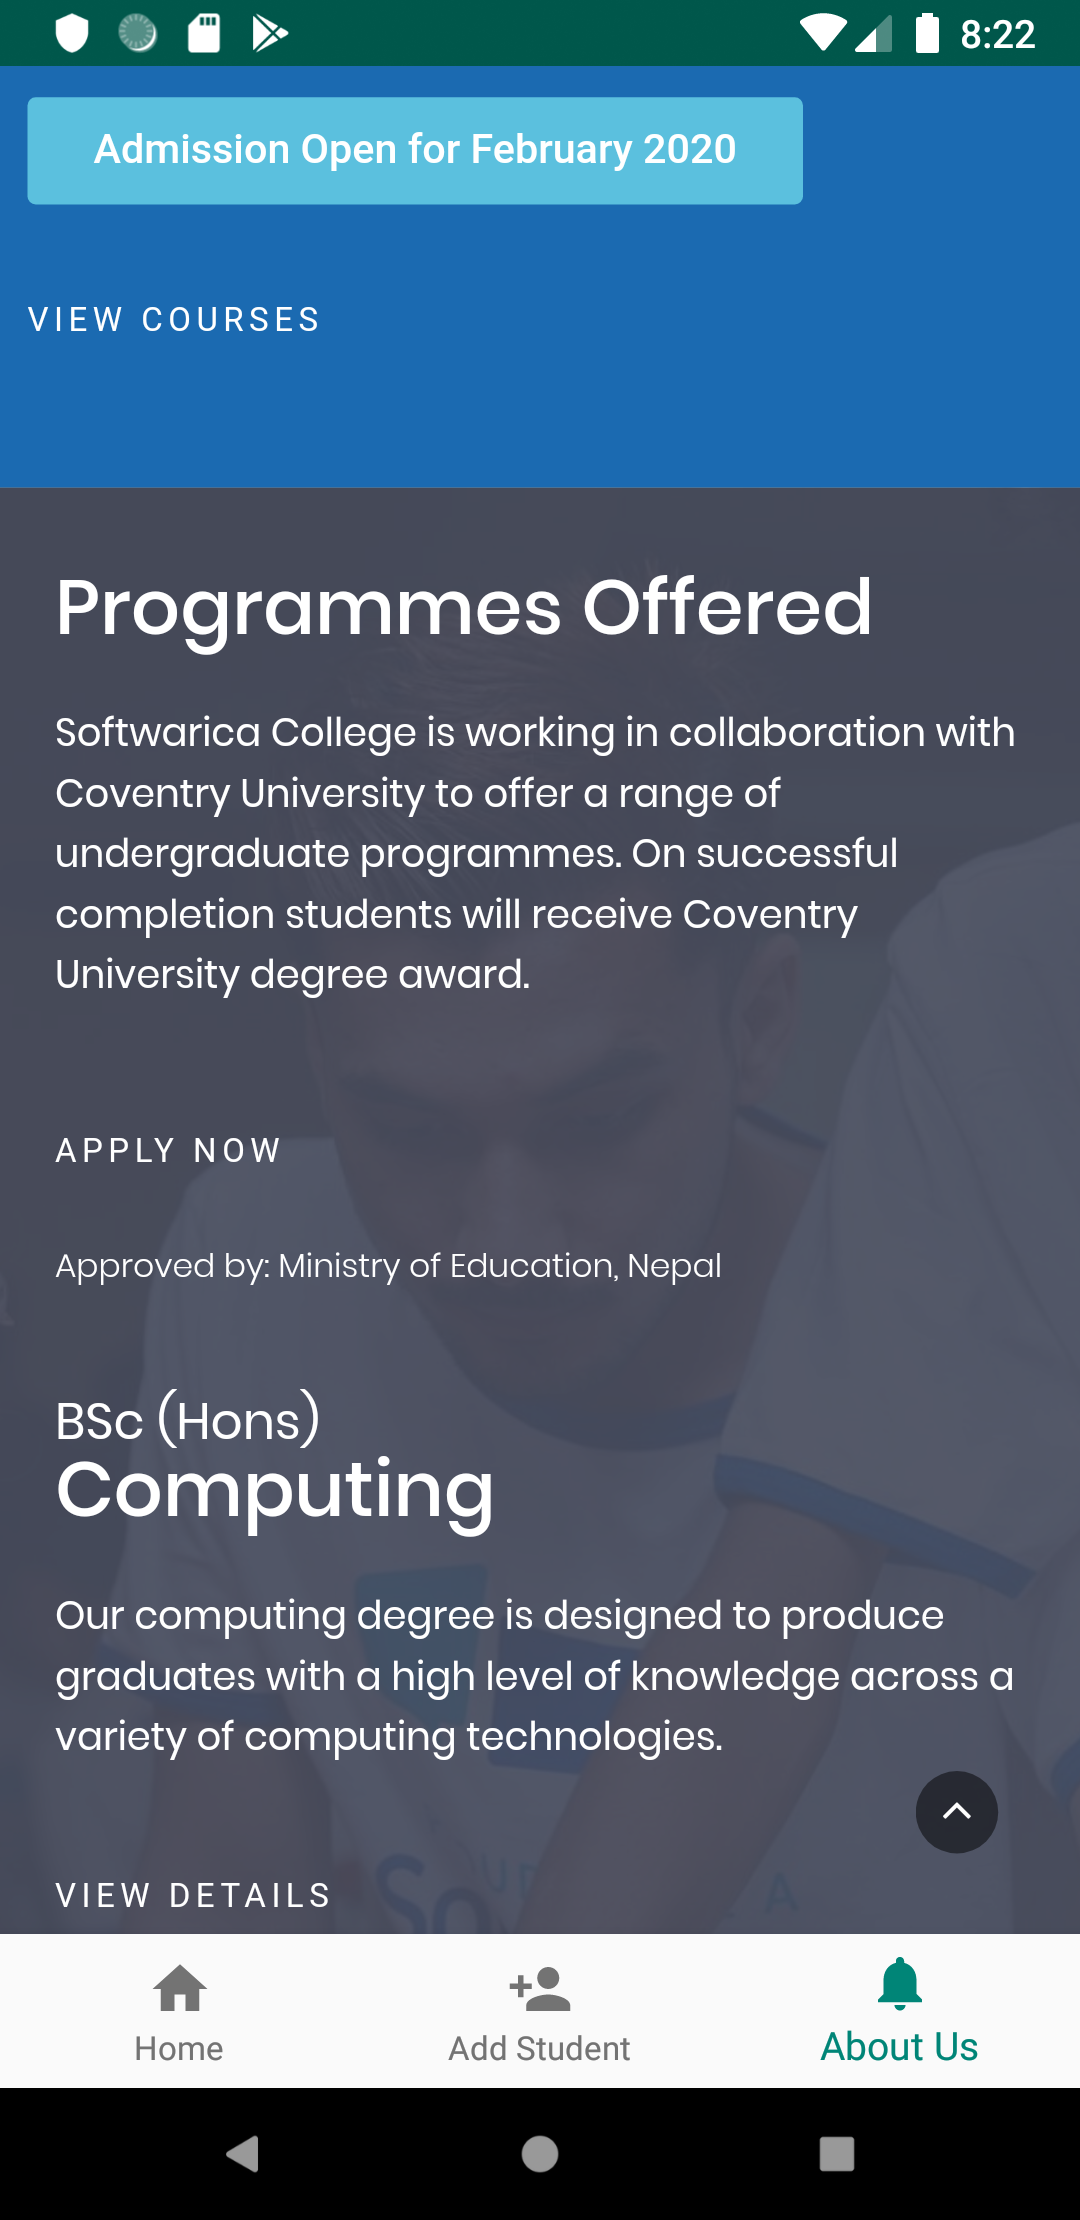 8:22
Admission Open for February 2020
VIEW COURSES
Programmes Offered
Softwarica College is working in collaboration with
Coventry University to offer a range of
undergraduate programmes. On successful
completion students will receive Coventry
University degree award.
APPLY NOW
Approved by: Ministry of Education, Nepal
BSc (Hons)
Computing
Our computing degree is designed to produce
graduates with a high level of knowledge across a
variety of computing technologies.
VIEW DETAILS
Home
Add Student
About Us